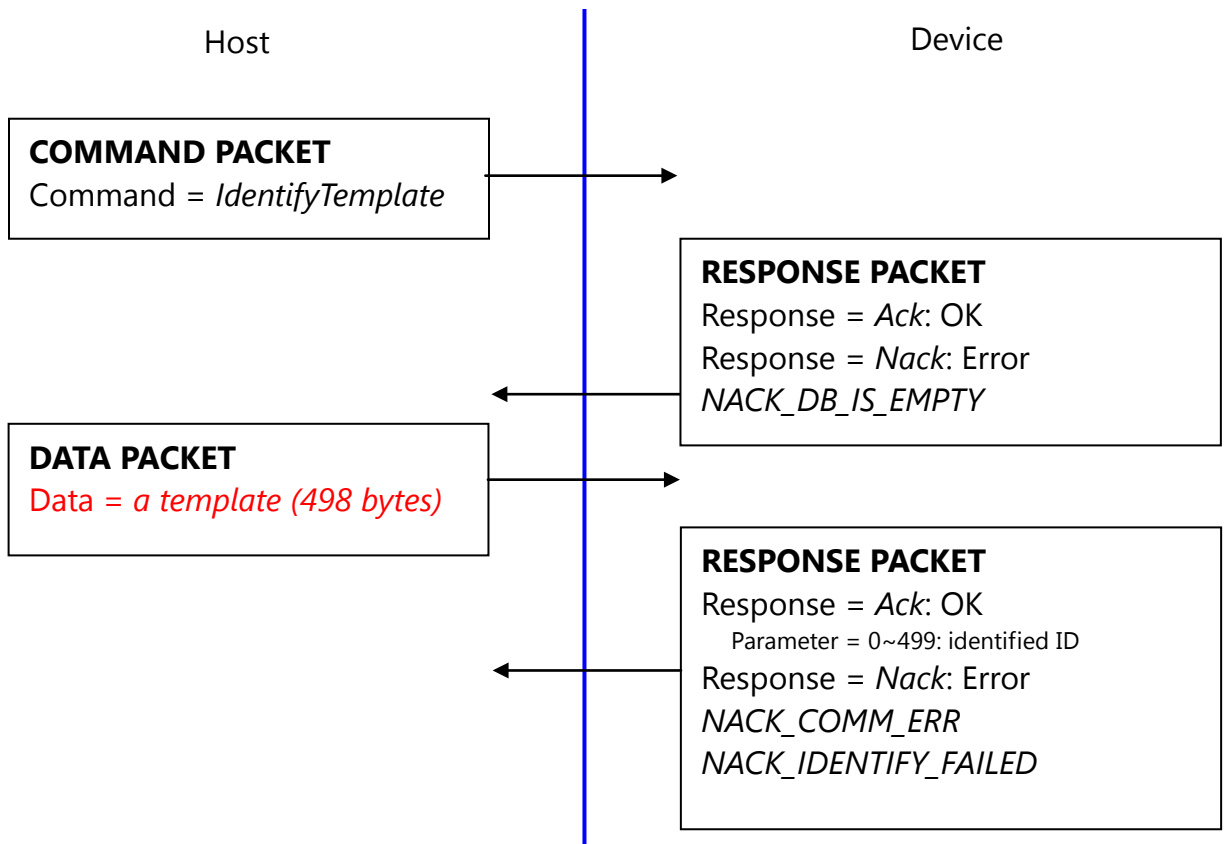 Host
Device
COMMAND PACKET
Command = IdentifyTemplate
RESPONSE PACKET
Response = Ack: OK
Response = Nack: Error
NACK_DB_IS_EMPTY
DATA PACKET
Data = a template (498 bytes)
RESPONSE PACKET
Response = Ack: OK
Parameter = 0~499: identified ID
Response = Nack: Error
NACK_COMM_ERR
NACK_IDENTIFY_FAILED